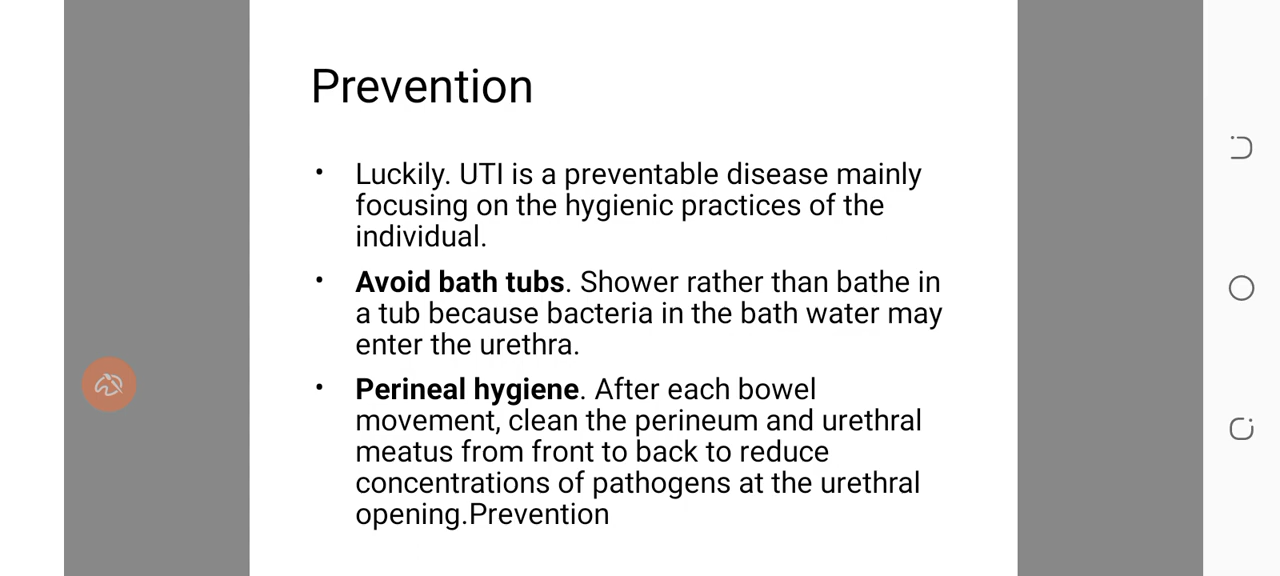 Prevention
• Luckily. UTI is a preventable disease mainly
focusing on the hygienic practices of the
individual.
• Avoid bath tubs. Shower rather than bathe in
a tub because bacteria in the bath water may
enter the urethra.
• Perineal hygiene. After each bowel
movement, clean the perineum and urethral
meatus from front to back to reduce
concentrations of pathogens at the urethral
opening.Prevention